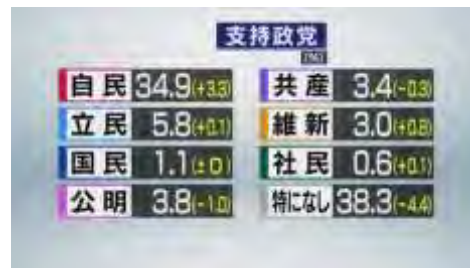 支持政党
自民 34.9(+3.3)
立民 5.8(+0.1)
国民 1.1(±0)
公明 3.8(-1.0)
共産 3.4(-0.3)
維新 3.0(+0.8)
社民 0.6(+0.1)
特になし 38.3(-4.4)